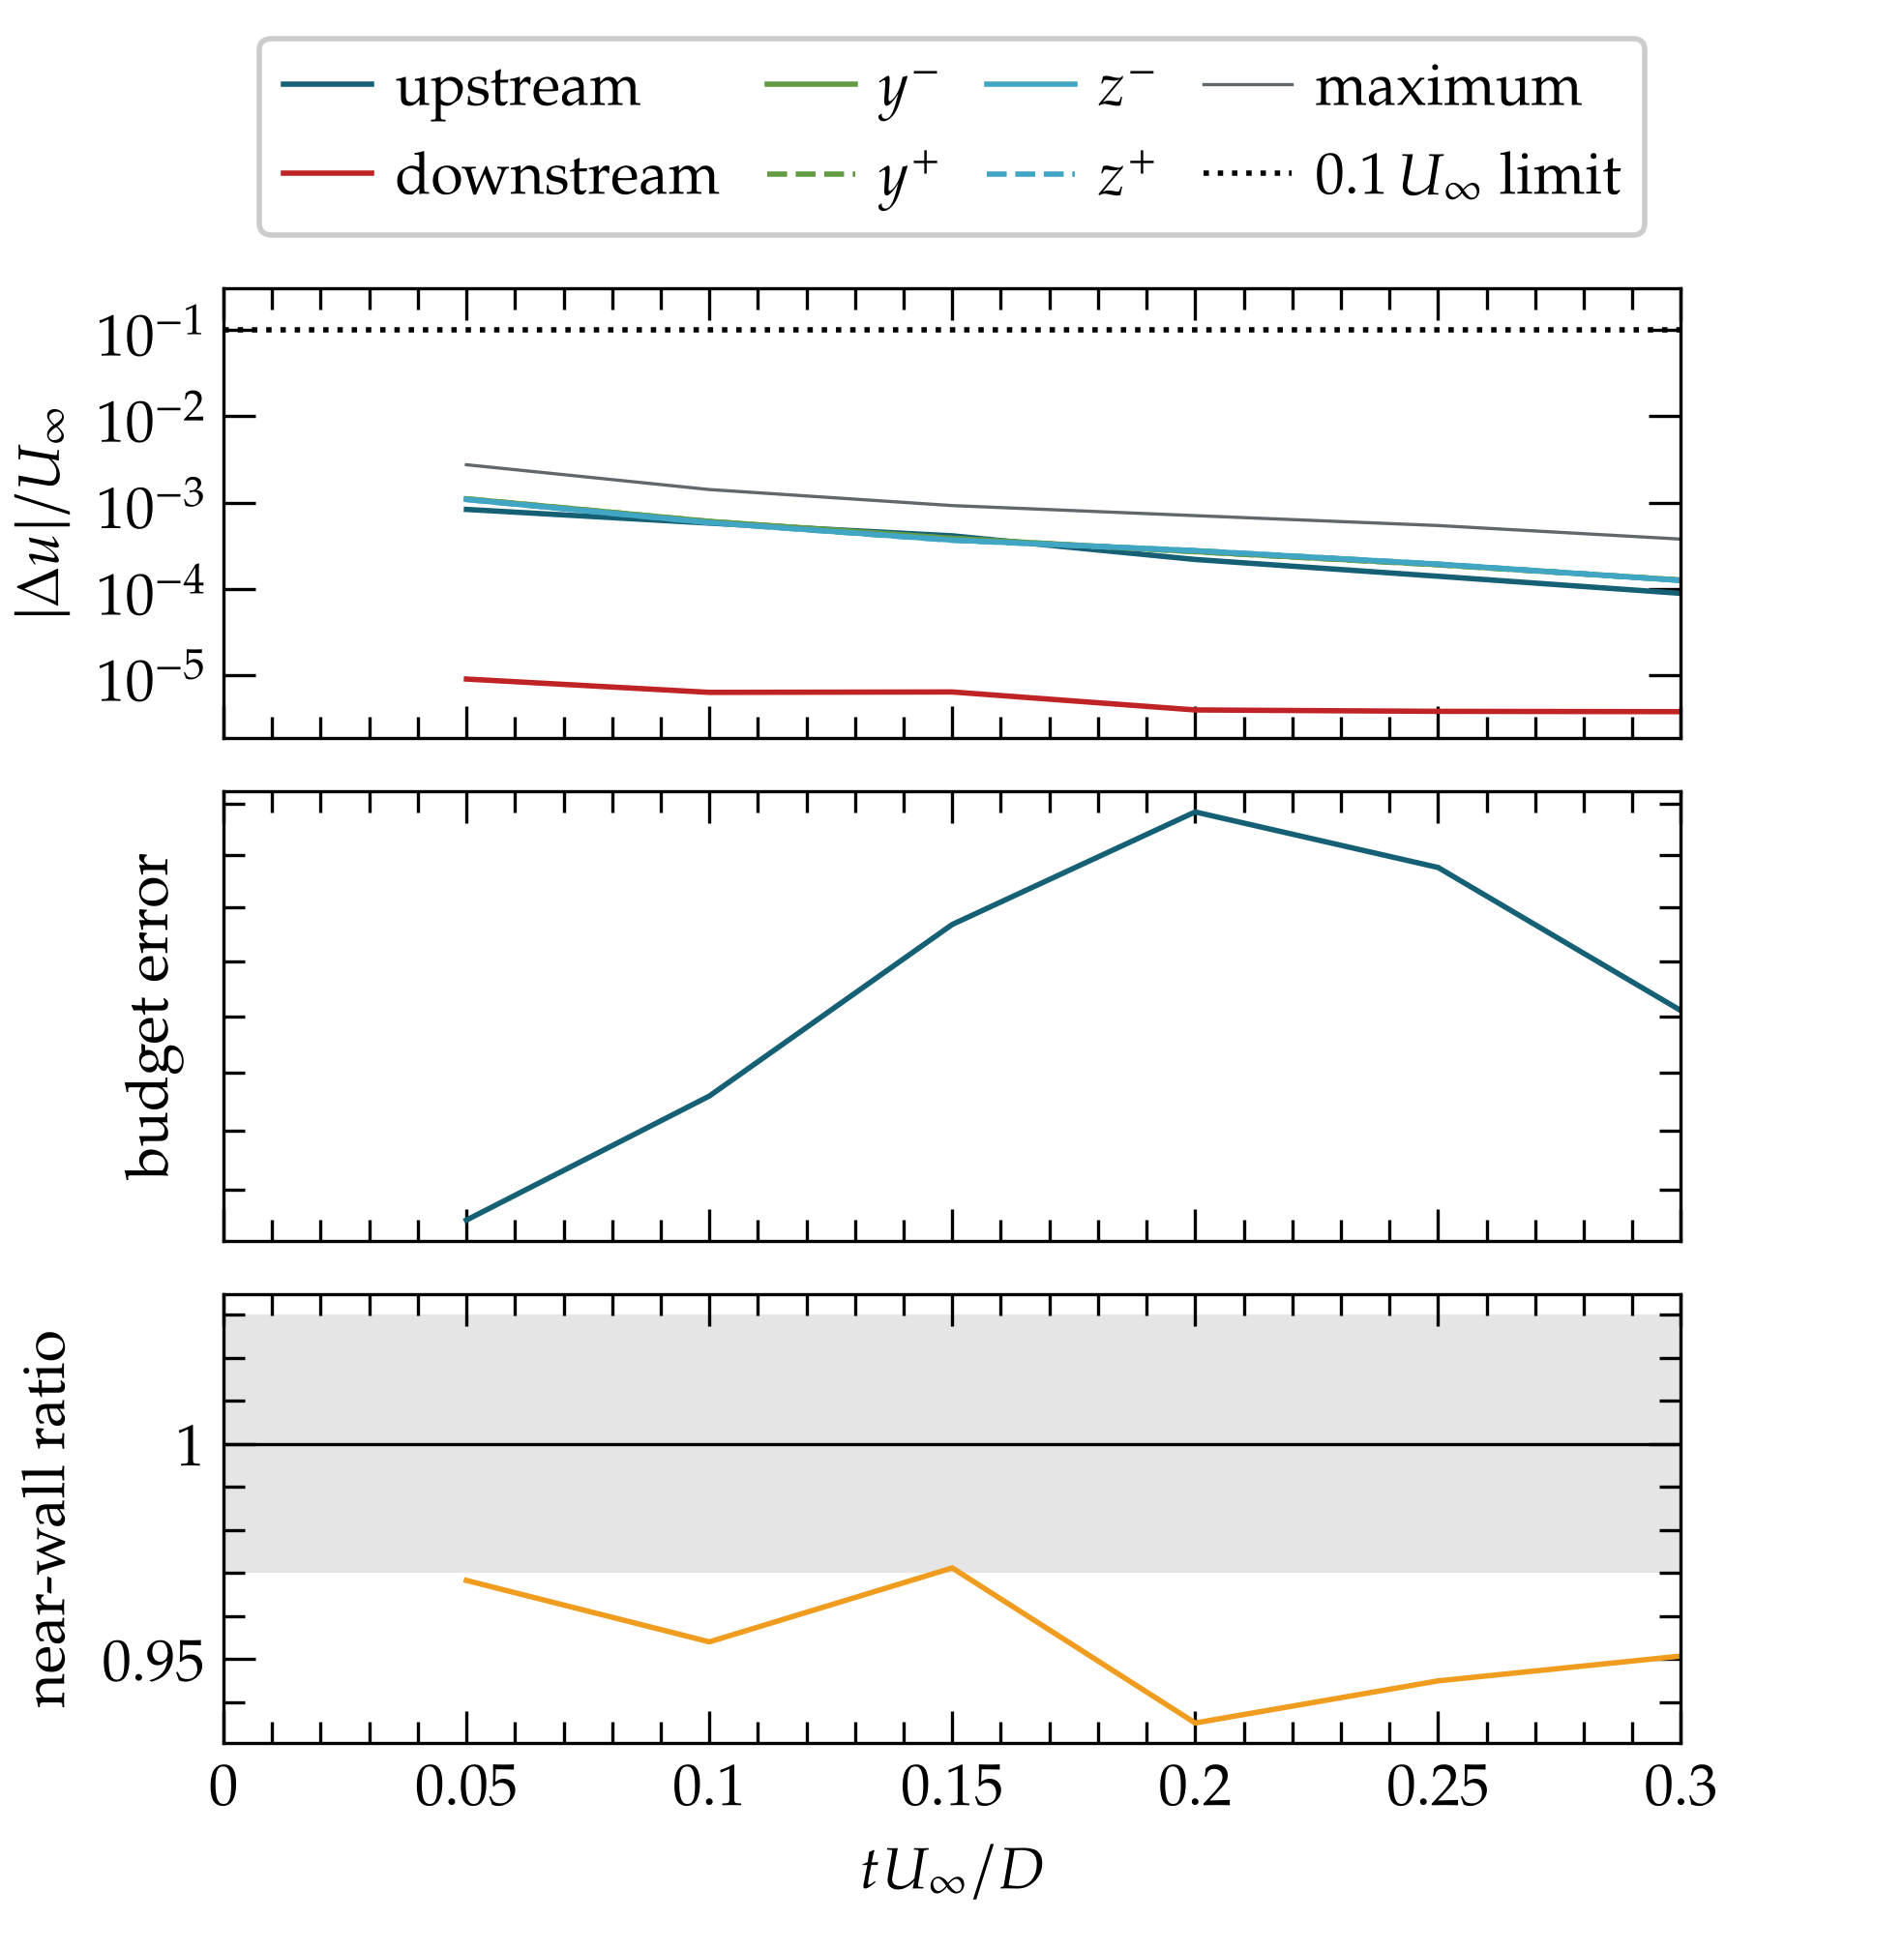 upstream y⁻ z⁻ maximum
downstream y⁺ z⁺ 0.1 U∞ limit
|Δu|/U∞
10⁻¹
10⁻²
10⁻³
10⁻⁴
10⁻⁵
budget error
near-wall ratio
1
0.95
0 0.05 0.1 0.15 0.2 0.25 0.3
tU∞/D